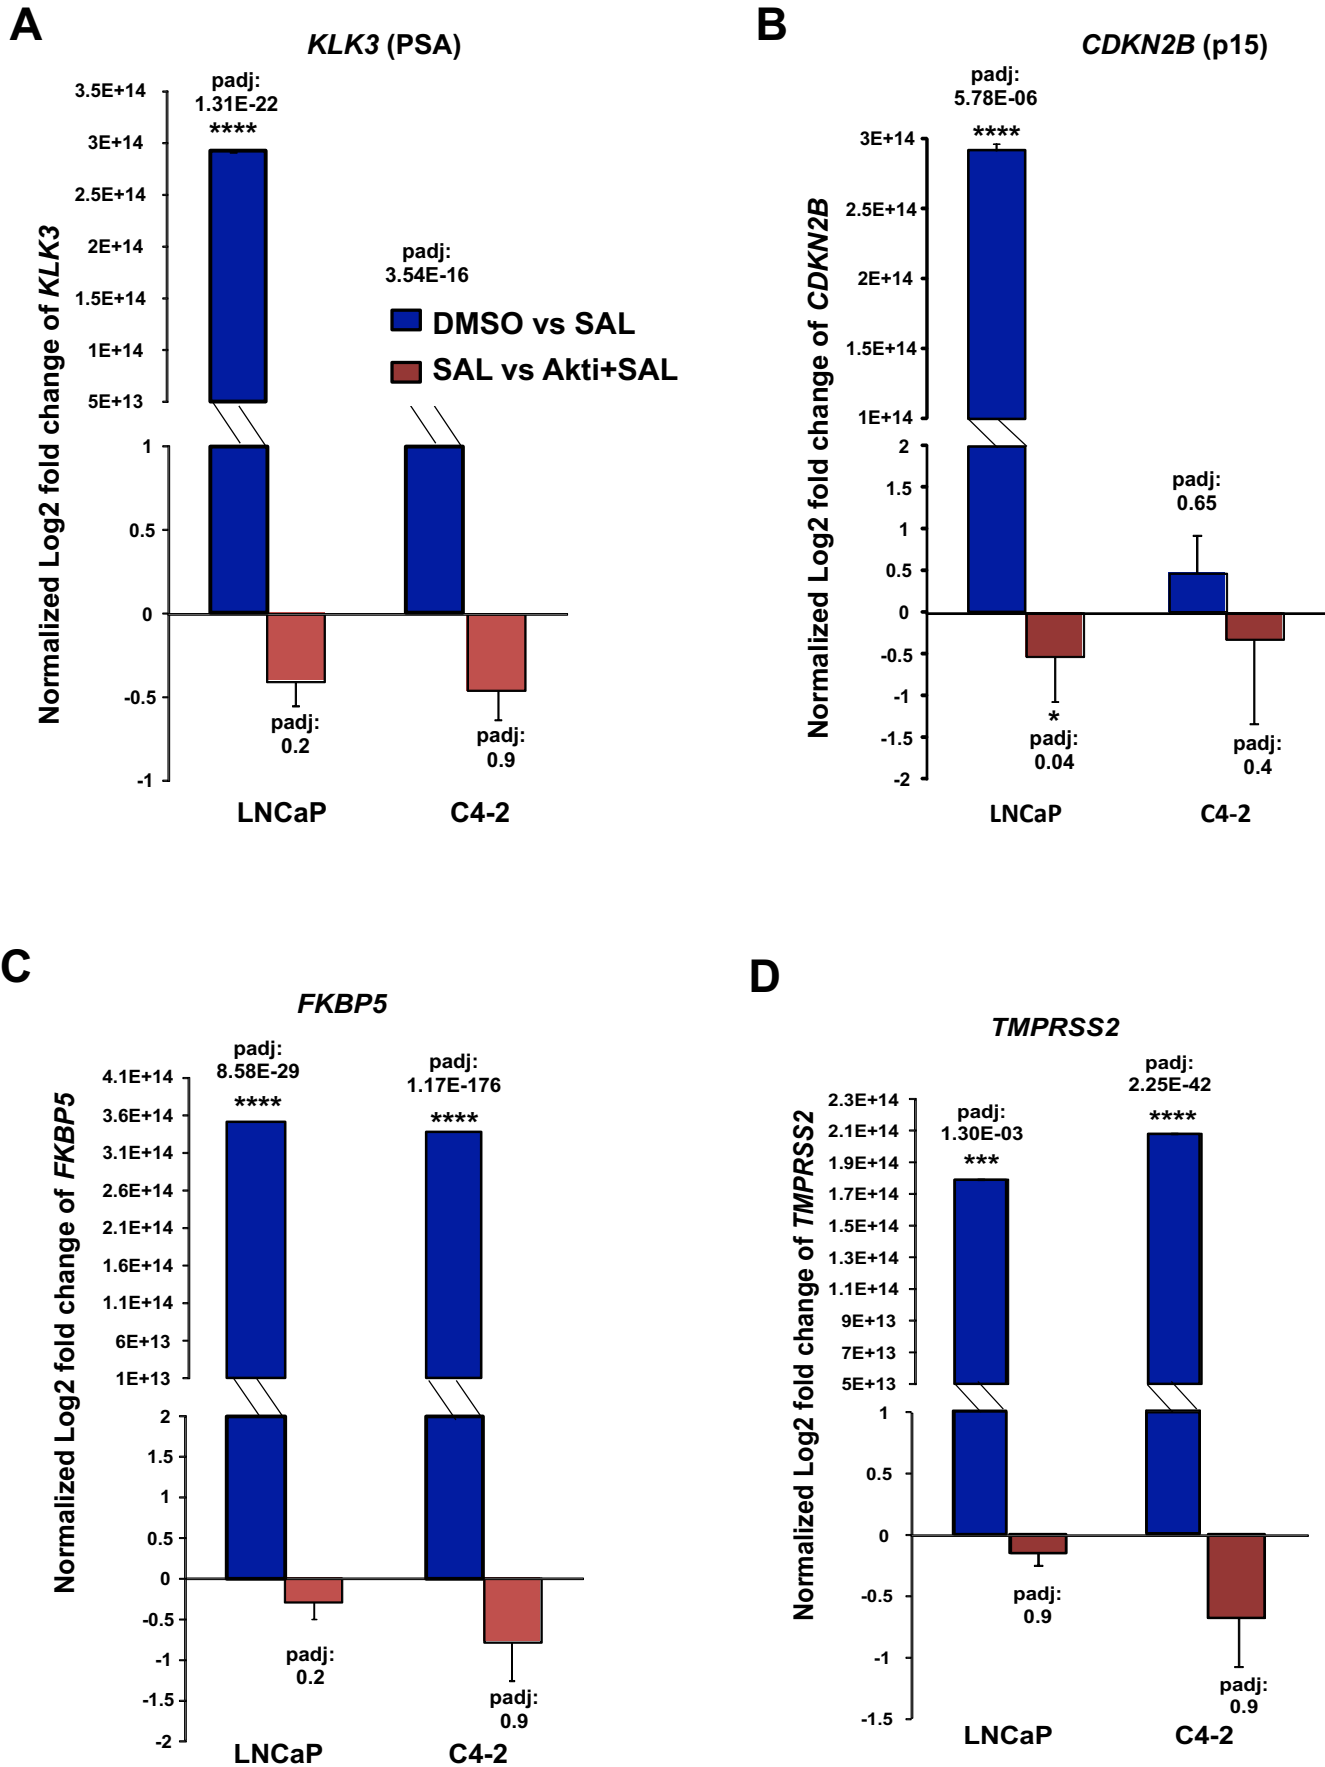 A
KLK3 (PSA)
padj:
1.31E-22
****
3.5E+14
3E+14
2.5E+14
2E+14
1.5E+14
1E+14
5E+13
1
0.5
0
-0.5
-1
Normalized Log2 fold change of KLK3
padj:
3.54E-16
DMSO vs SAL
SAL vs Akti+SAL
padj:
0.2
padj:
0.9
LNCaP
C4-2
B
CDKN2B (p15)
padj:
5.78E-06
****
3E+14
2.5E+14
2E+14
1.5E+14
1E+14
2
1.5
1
0.5
0
-0.5
-1
-1.5
-2
Normalized Log2 fold change of CDKN2B
padj:
0.65
*
padj:
0.04
padj:
0.4
LNCaP
C4-2
C
FKBP5
padj:
8.58E-29
****
padj:
1.17E-176
****
4.1E+14
3.6E+14
3.1E+14
2.6E+14
2.1E+14
1.6E+14
1.1E+14
6E+13
1E+13
2
1.5
1
0.5
0
-0.5
-1
-1.5
-2
Normalized Log2 fold change of FKBP5
padj:
0.2
padj:
0.9
LNCaP
C4-2
D
TMPRSS2
padj:
1.30E-03
***
padj:
2.25E-42
****
2.3E+14
2.1E+14
1.9E+14
1.7E+14
1.5E+14
1.3E+14
1.1E+14
9E+13
7E+13
5E+13
1
0.5
0
-0.5
-1
-1.5
Normalized Log2 fold change of TMPRSS2
padj:
0.9
padj:
0.9
LNCaP
C4-2